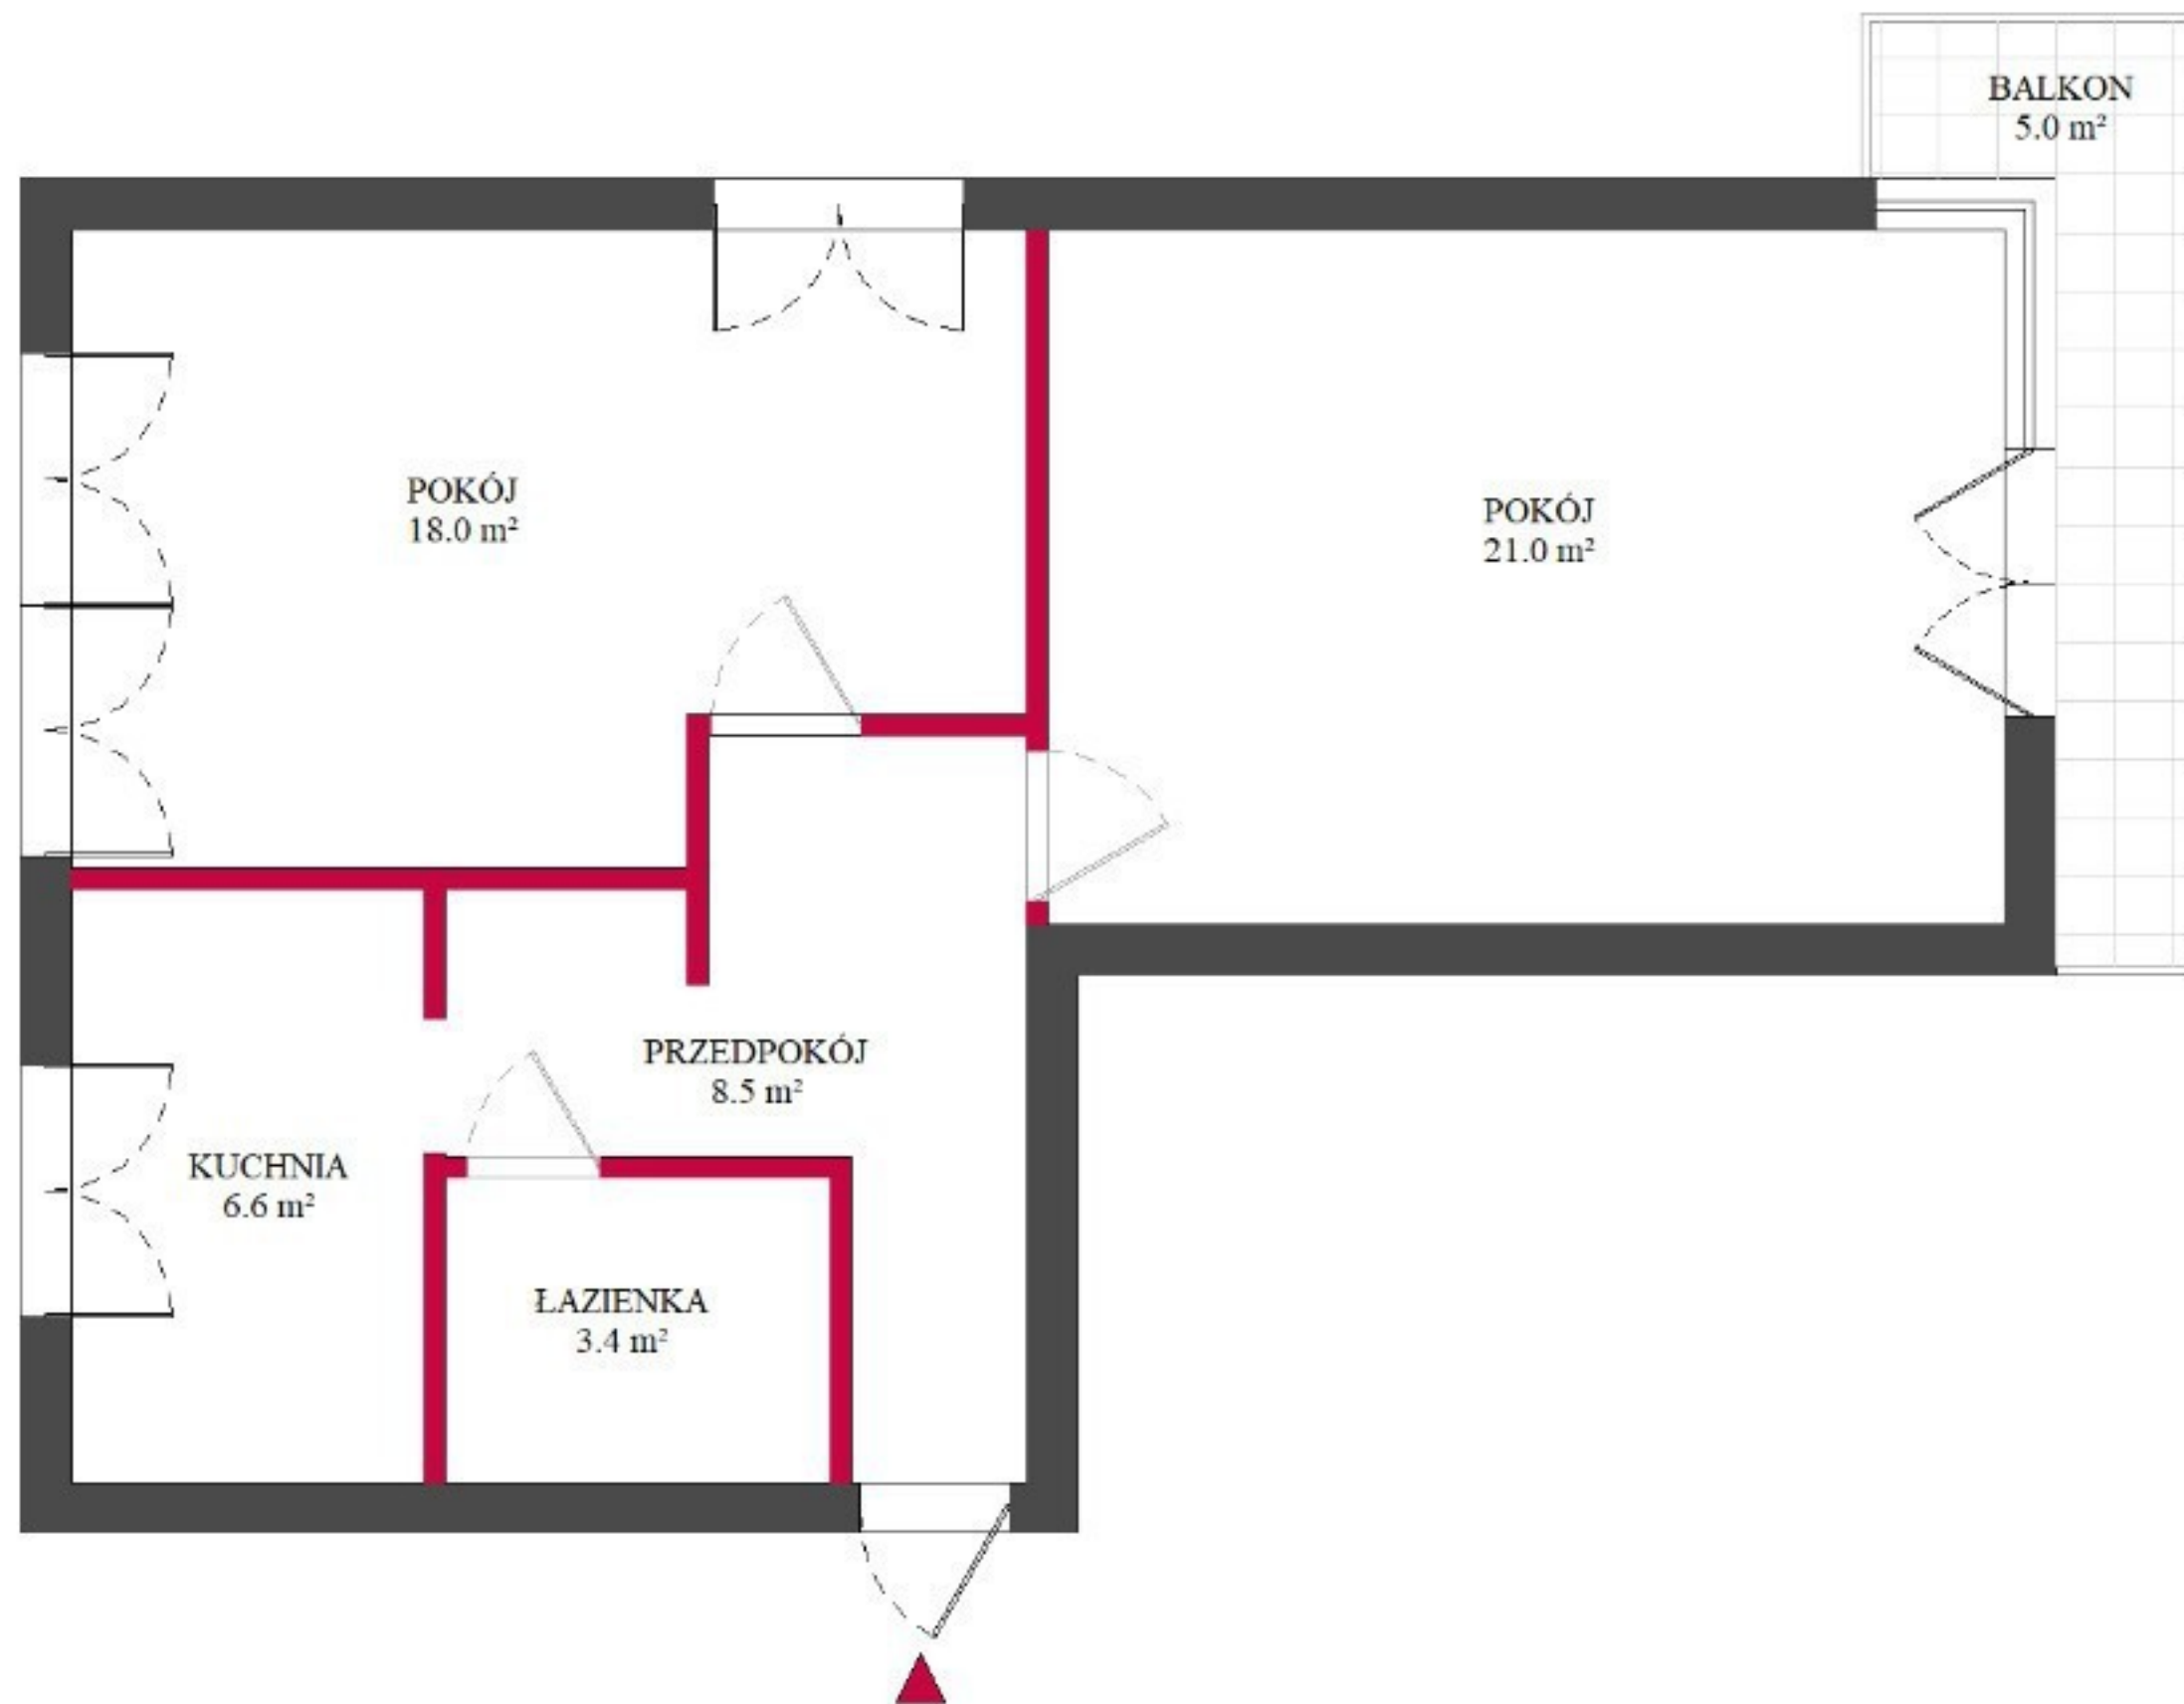 BALKON
5.0 m²
POKÓJ
18.0 m²
POKÓJ
21.0 m²
PRZEDPOKÓJ
8.5 m²
KUCHNIA
6.6 m²
ŁAZIENKA
3.4 m²